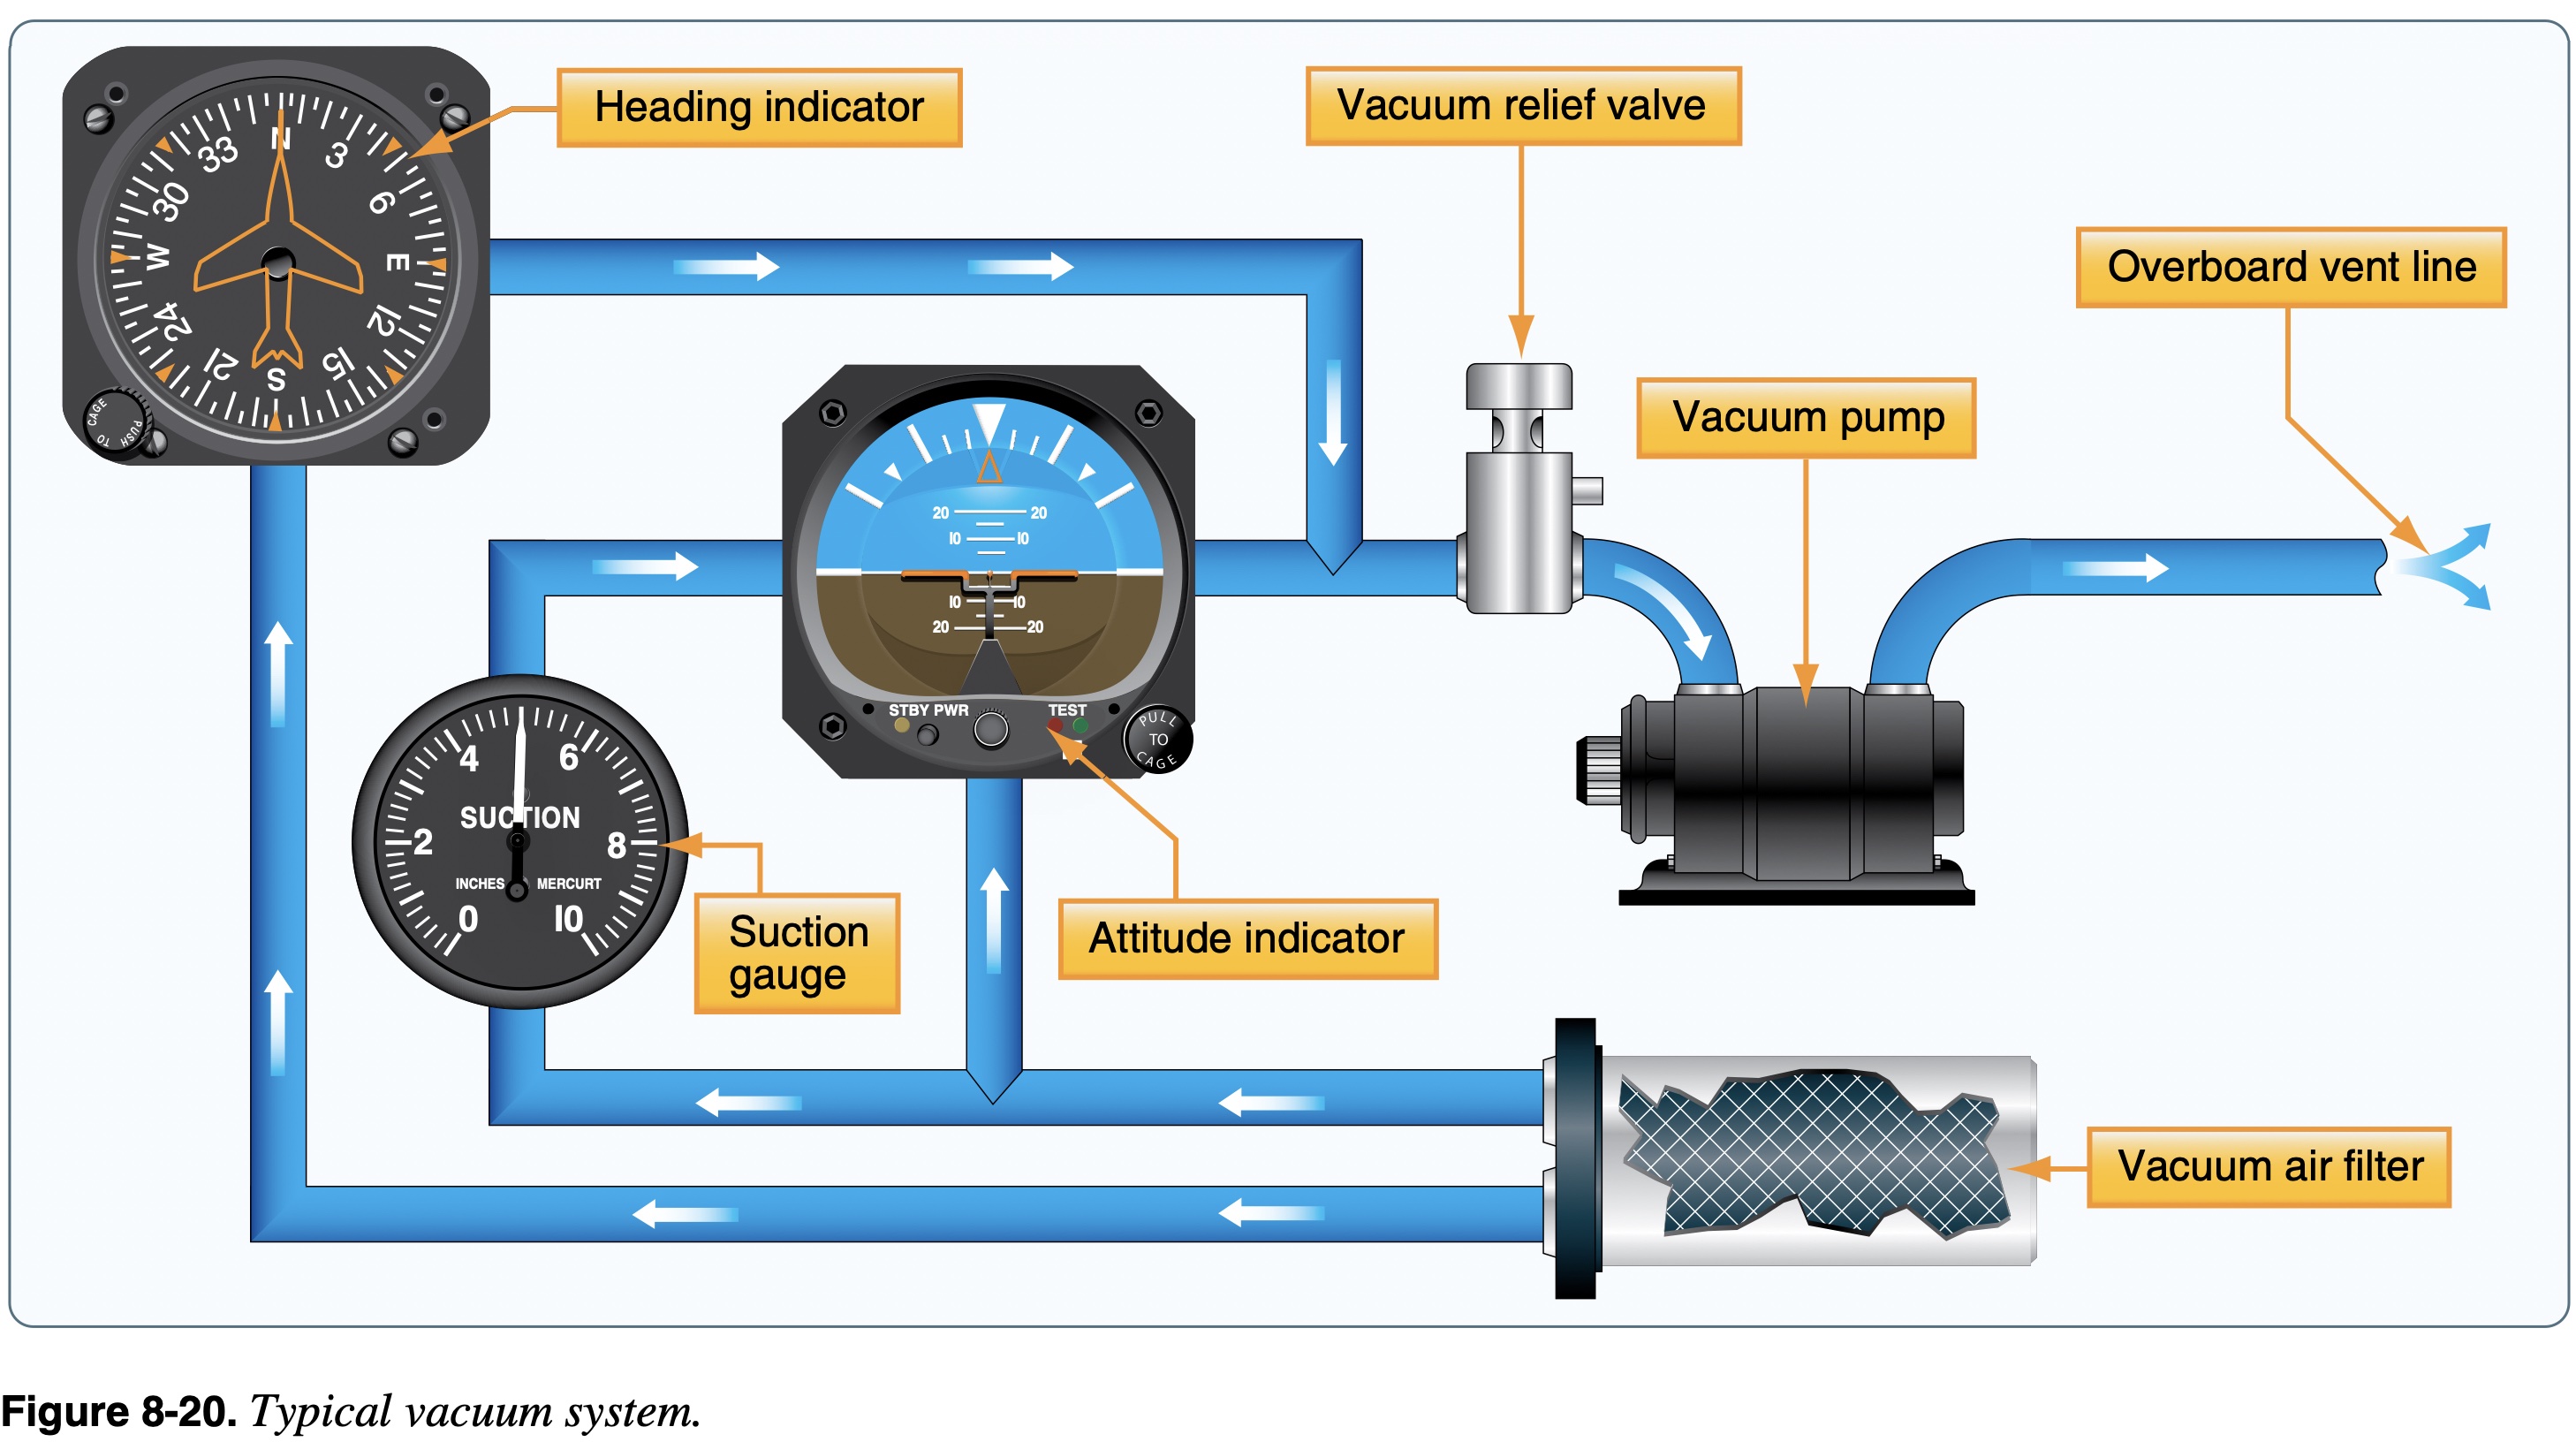 Heading indicator
Vacuum relief valve
Overboard vent line
Vacuum pump
N
3
6
E
12
15
S
21
24
W
30
33
PUSH TO CAGE
20 20
10 10
10 10
20 20
STBY PWR
TEST
PULL
TO
CAGE
4 6
SUCTION
2 8
INCHES MERCURT
0 10
Suction
gauge
Attitude indicator
Vacuum air filter
Figure 8-20. Typical vacuum system.